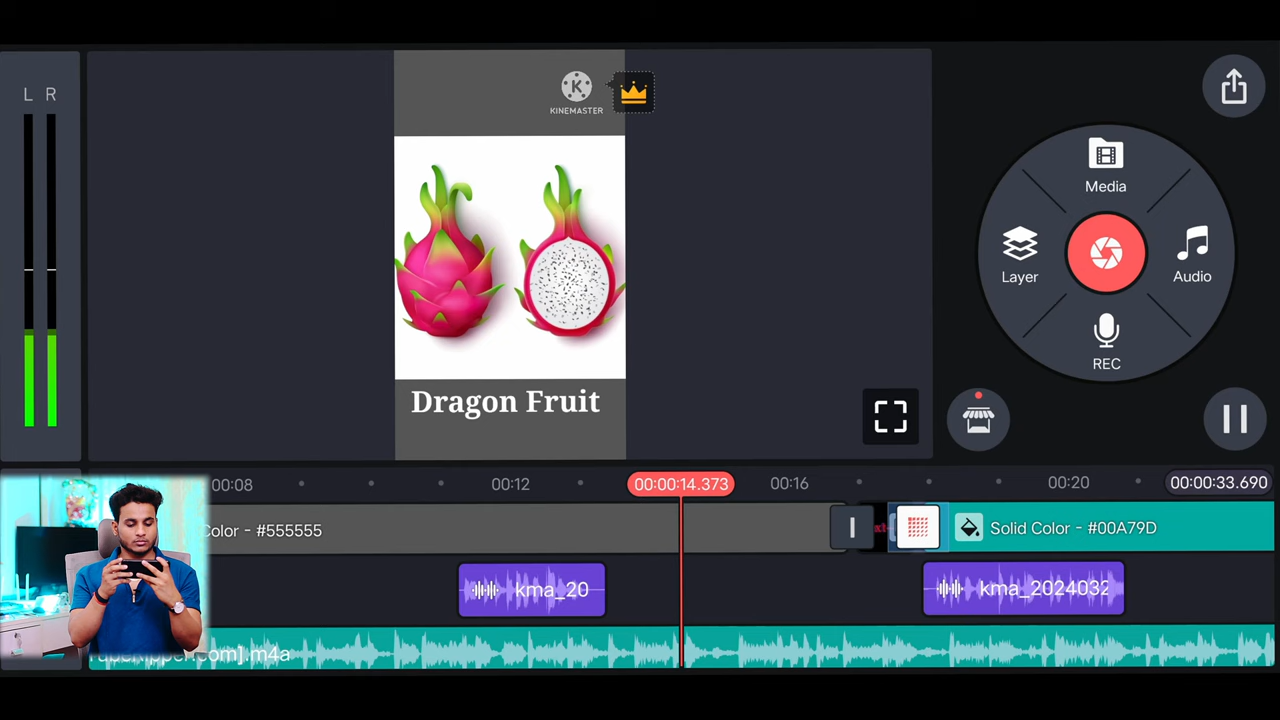 L R
KINEMASTER
Media
Layer
Audio
REC
Dragon Fruit
00:08
00:12
00:00:14.373
00:16
00:20
00:00:33.690
Color - #555555
Solid Color - #00A79D
kma_20
kma_2024032
].m4a